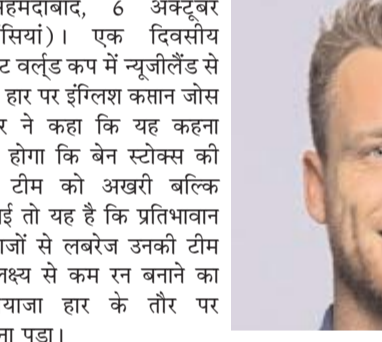 अहमदाबाद, 6 अक्टूबर
सियां)। एक दिवसीय
ट वर्ल्ड कप में न्यूजीलैंड से
हार पर इंग्लिश कप्तान जोस
र ने कहा कि यह कहना
होगा कि बेन स्टोक्स की
टीम को अखरी बल्कि
ई तो यह है कि प्रतिभावान
ाजों से लबरेज उनकी टीम
लक्ष्य से कम रन बनाने का
याजा हार के तौर पर
ना पड़ा।